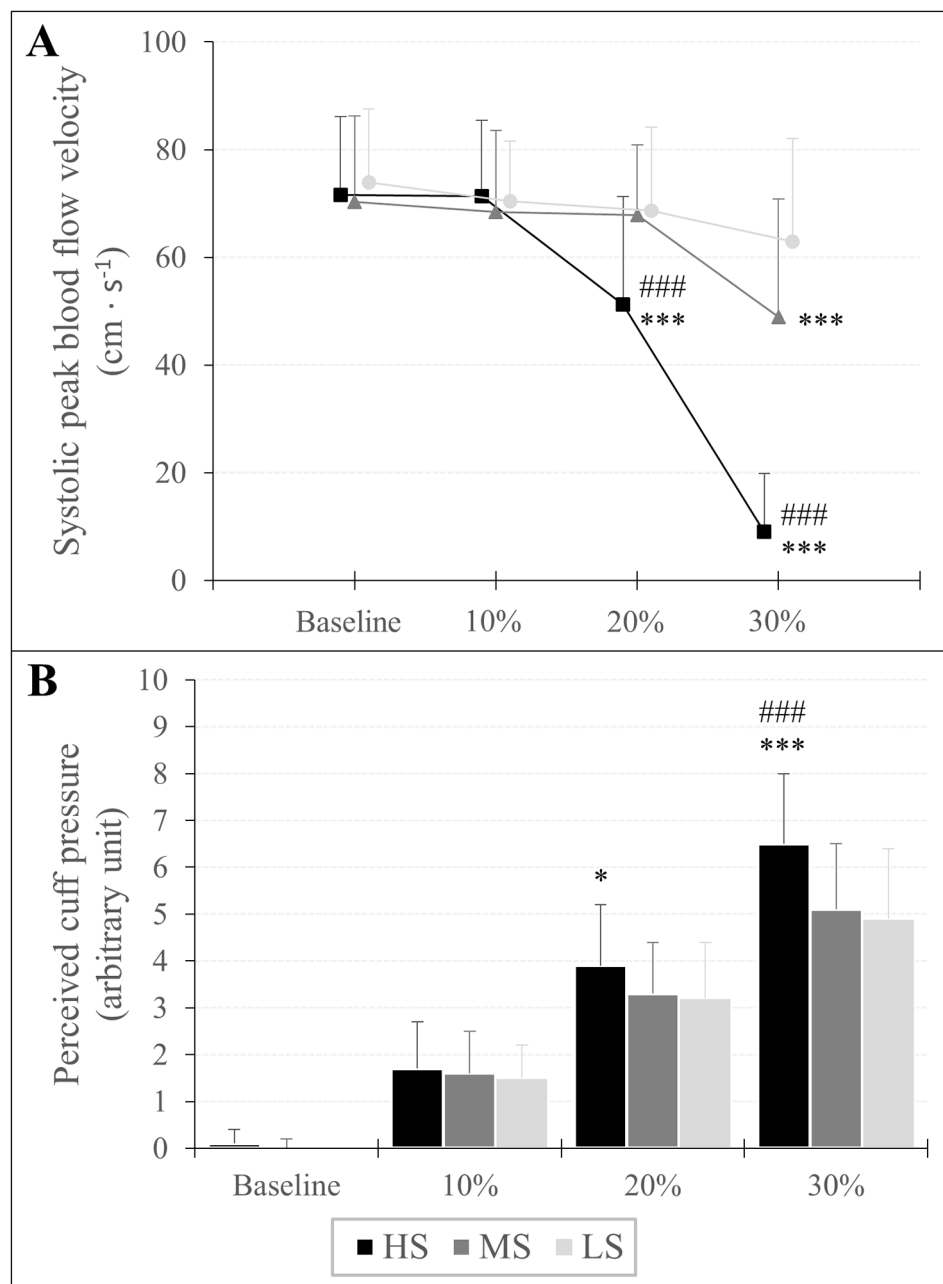 A
Systolic peak blood flow velocity
(cm · s⁻¹)
100
80
60
40
20
0
###
***
***
###
***
Baseline 10% 20% 30%
B
Perceived cuff pressure
(arbitrary unit)
10
9
8
7
6
5
4
3
2
1
0
*
###
***
Baseline 10% 20% 30%
HS MS LS